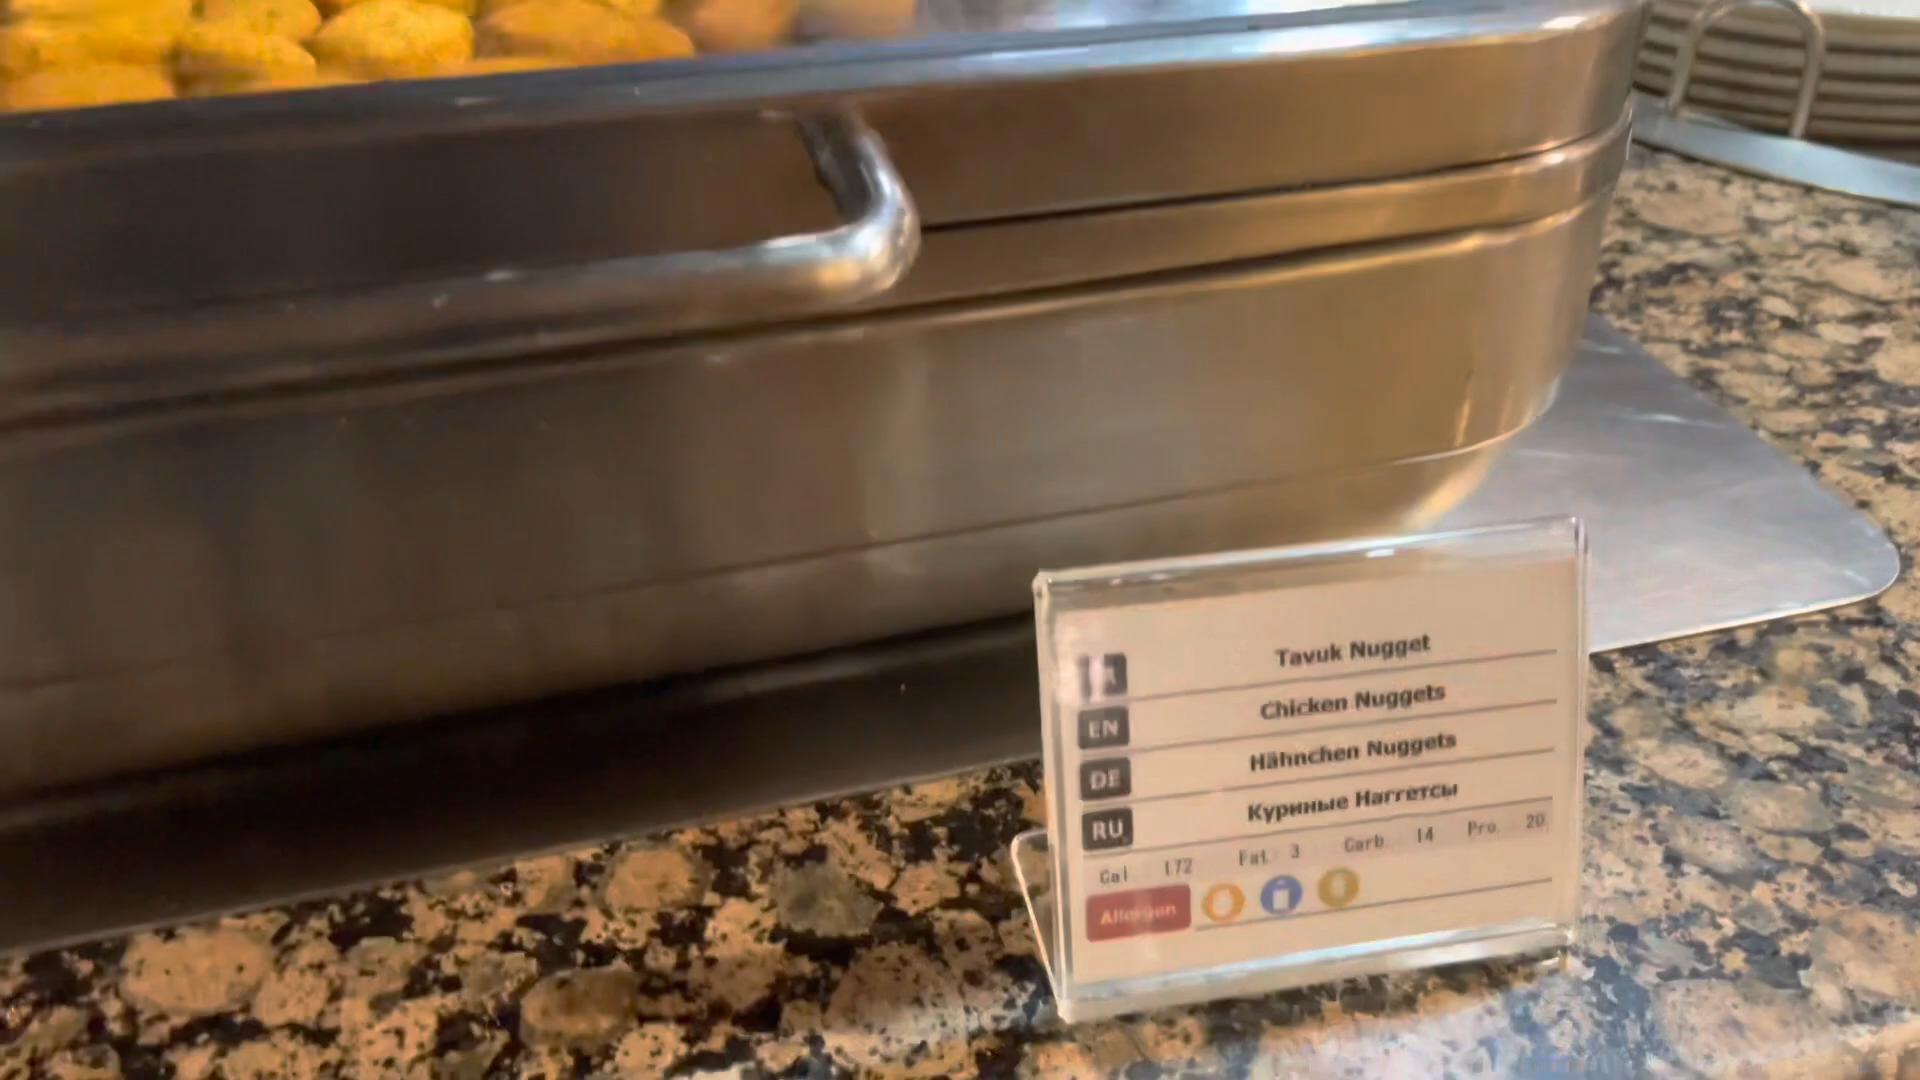 Tavuk Nugget
EN Chicken Nuggets
DE Hähnchen Nuggets
RU Куриные Наггетсы
Cal 172 Fat 3 Carb 14 Pro 20
Allergen